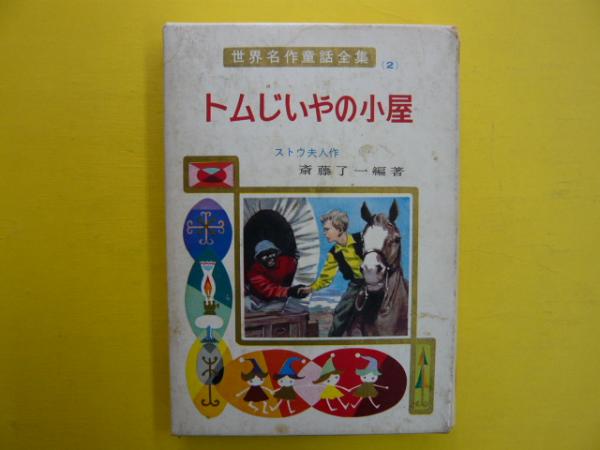 世界名作童話全集 (2)
トムじいやの小屋
ストウ夫人作
斎藤了一編著